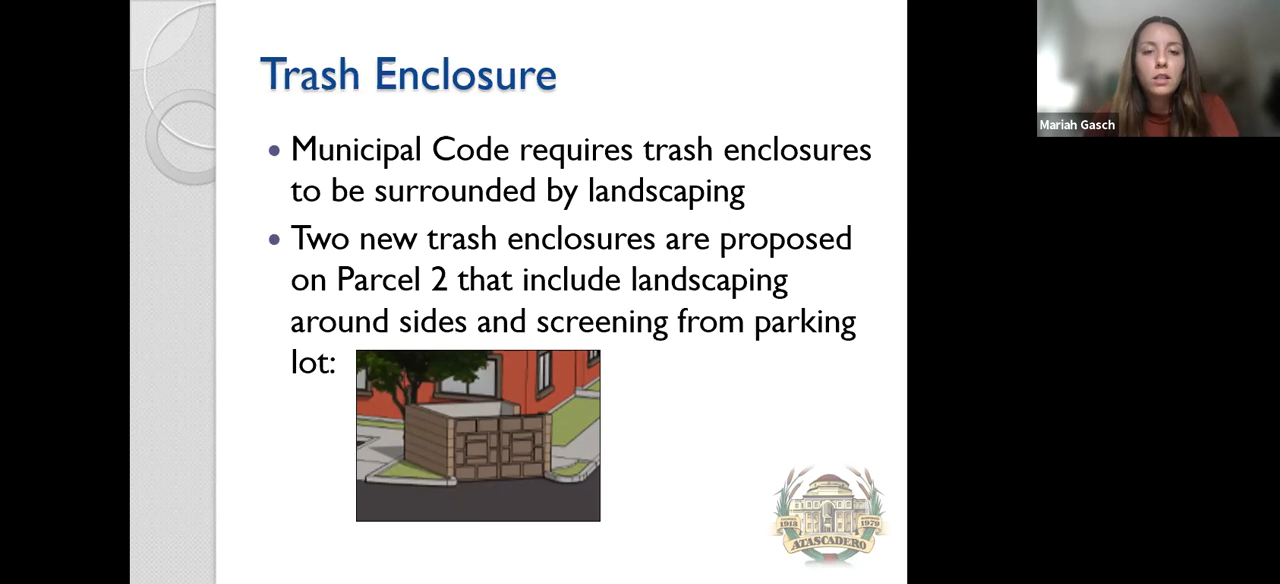 Trash Enclosure
Municipal Code requires trash enclosures
to be surrounded by landscaping
Two new trash enclosures are proposed
on Parcel 2 that include landscaping
around sides and screening from parking
lot:
Mariah Gasch
1913
1979
ATASCADERO